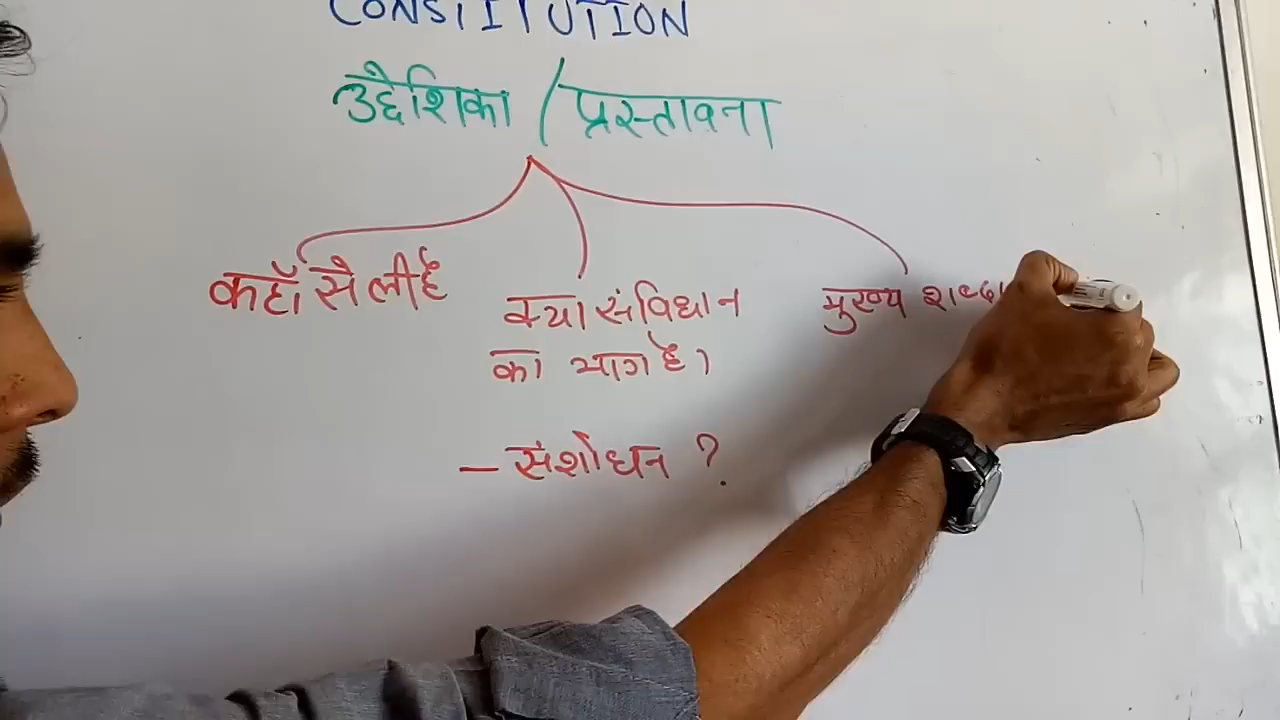 CONSTITUTION
उद्देशिका / प्रस्तावना
कहाँ से ली है
क्या संविधान
का भाग है।
मुख्य शब्दा
- संशोधन ?